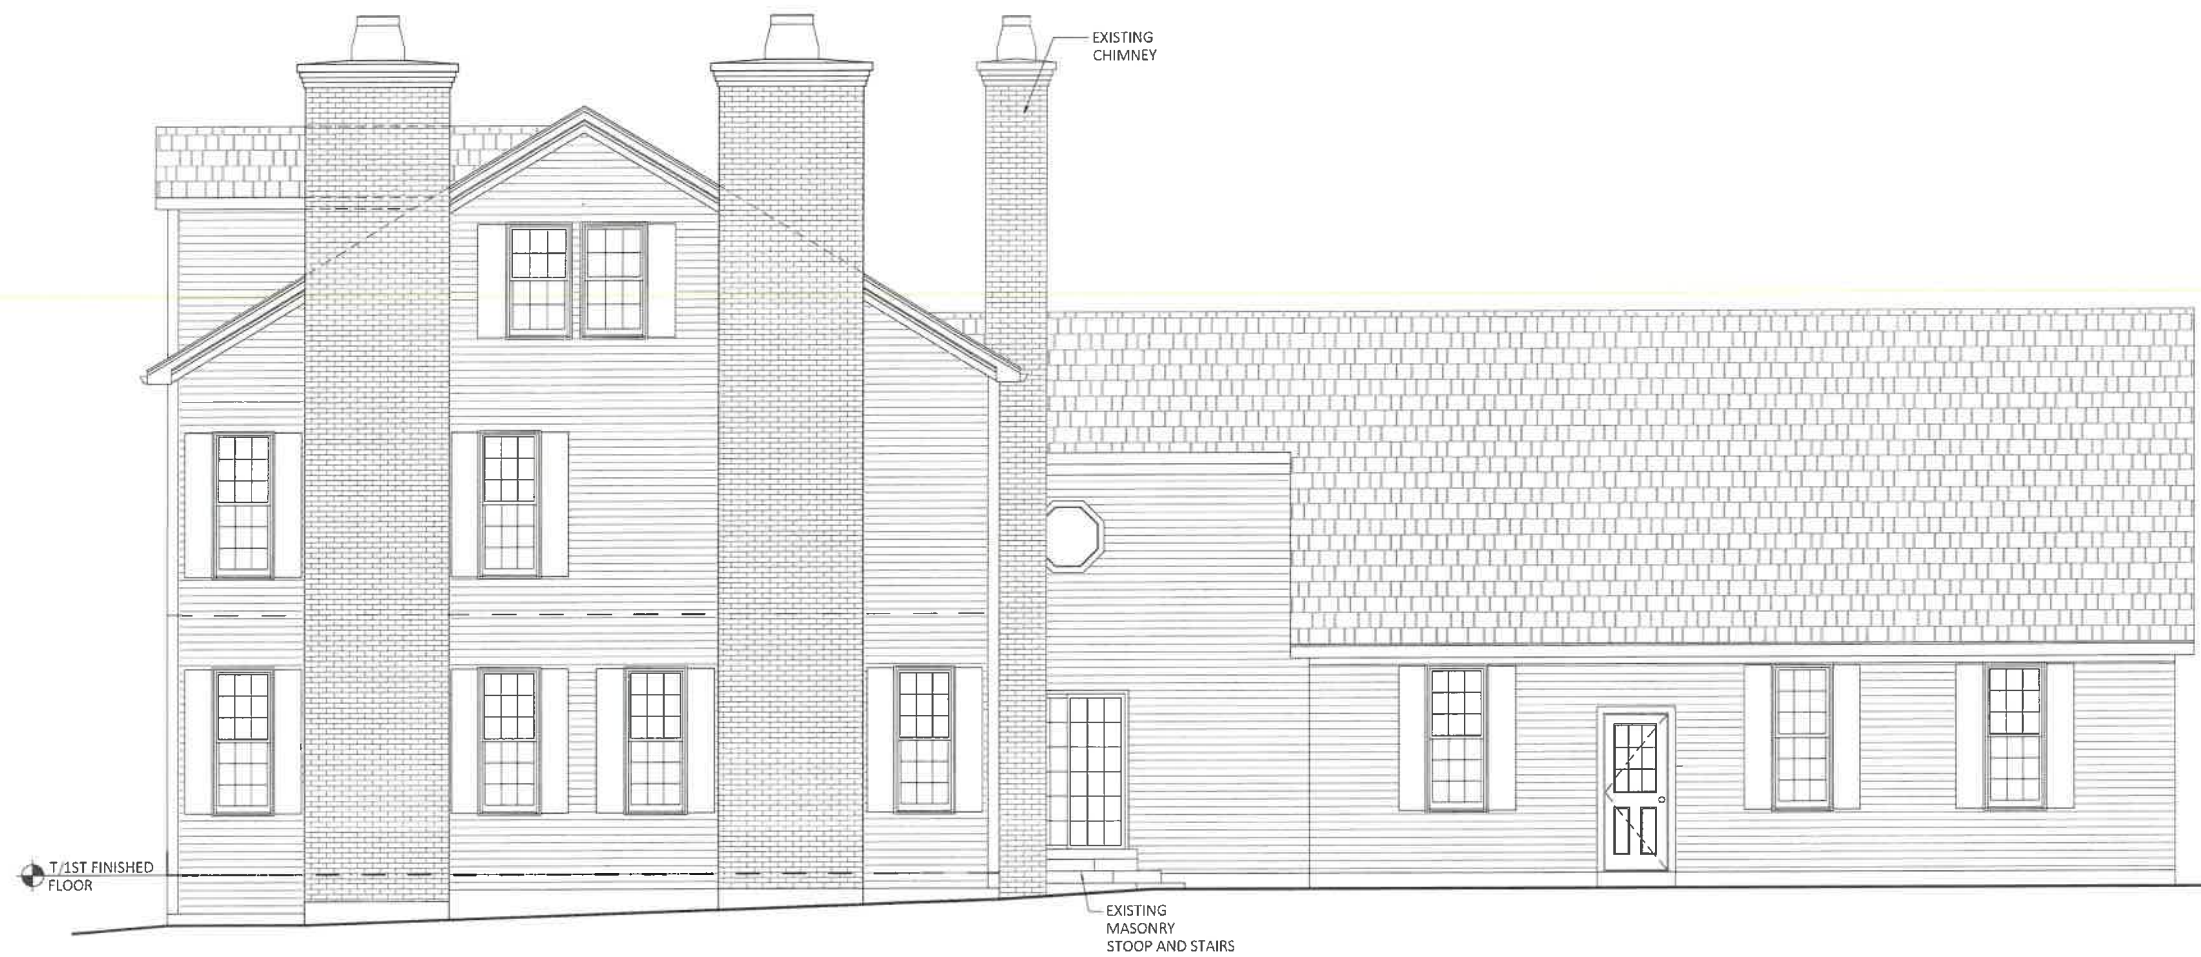 EXISTING
CHIMNEY
T/1ST FINISHED
FLOOR
EXISTING
MASONRY
STOOP AND STAIRS